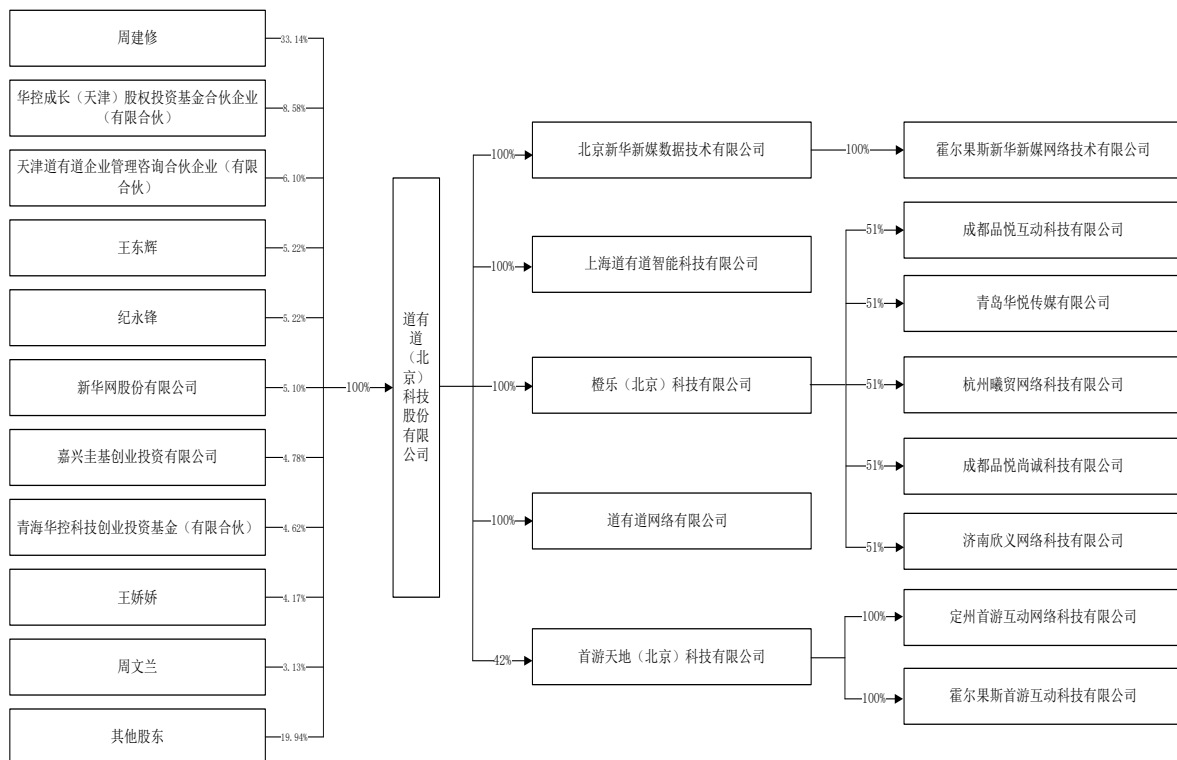 周建修
33.14%
华控成长（天津）股权投资基金合伙企业
（有限合伙）
8.58%
天津道有道企业管理咨询合伙企业（有限
合伙）
6.10%
王东辉
5.22%
纪永锋
5.22%
新华网股份有限公司
5.10%
嘉兴圭基创业投资有限公司
4.78%
青海华控科技创业投资基金（有限合伙）
4.62%
王娇娇
4.17%
周文兰
3.13%
其他股东
19.94%
100%
道有
道
（北
京）
科技
股份
有限
公司
100%
北京新华新媒数据技术有限公司
100%
霍尔果斯新华新媒网络技术有限公司
100%
上海道有道智能科技有限公司
100%
橙乐（北京）科技有限公司
51%
成都品悦互动科技有限公司
51%
青岛华悦传媒有限公司
51%
杭州曦贸网络科技有限公司
51%
成都品悦尚诚科技有限公司
51%
济南欣义网络科技有限公司
100%
道有道网络有限公司
42%
首游天地（北京）科技有限公司
100%
定州首游互动网络科技有限公司
100%
霍尔果斯首游互动科技有限公司